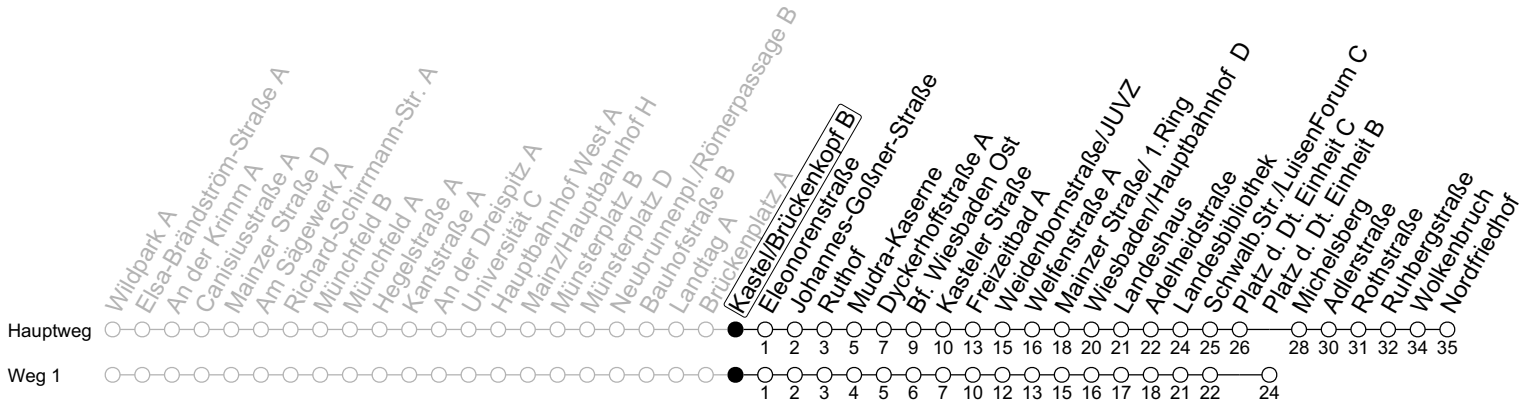 Wildpark A
Elsa-Brändström-Straße A
An der Krimm A
Canisiusstraße A
Mainzer Straße D
Am Sägewerk A
Richard-Schirrmann-Str. A
Münchfeld B
Münchfeld A
Hegelstraße A
Kantstraße A
An der Dreispitz A
Universität C
Hauptbahnhof West A
Mainz/Hauptbahnhof H
Münsterplatz B
Münsterplatz D
Neubrunnenpl./Römerpassage B
Bauhofstraße B
Landtag A
Brückenplatz A
Kastel/Brückenkopf B
Eleonorenstraße
Johannes-Goßner-Straße
Ruthof
Mudra-Kaserne
Dyckerhoffstraße A
Bf. Wiesbaden Ost
Kasteler Straße
Freizeitbad A
Weidenbornstraße/JUVZ
Welfenstraße A
Mainzer Straße/ 1.Ring
Wiesbaden/Hauptbahnhof D
Landeshaus
Adelheidstraße
Landesbibliothek
Schwalb.Str./LuisenForum C
Platz d. Dt. Einheit C
Platz d. Dt. Einheit B
Michelsberg
Adlerstraße
Rothstraße
Ruhbergstraße
Wolkenbruch
Nordfriedhof
Hauptweg
1 2 3 5 7 9 10 13 15 16 18 20 21 22 24 25 26 28 30 31 32 34 35
Weg 1
1 2 3 4 5 6 7 10 12 13 15 16 17 18 21 22 24